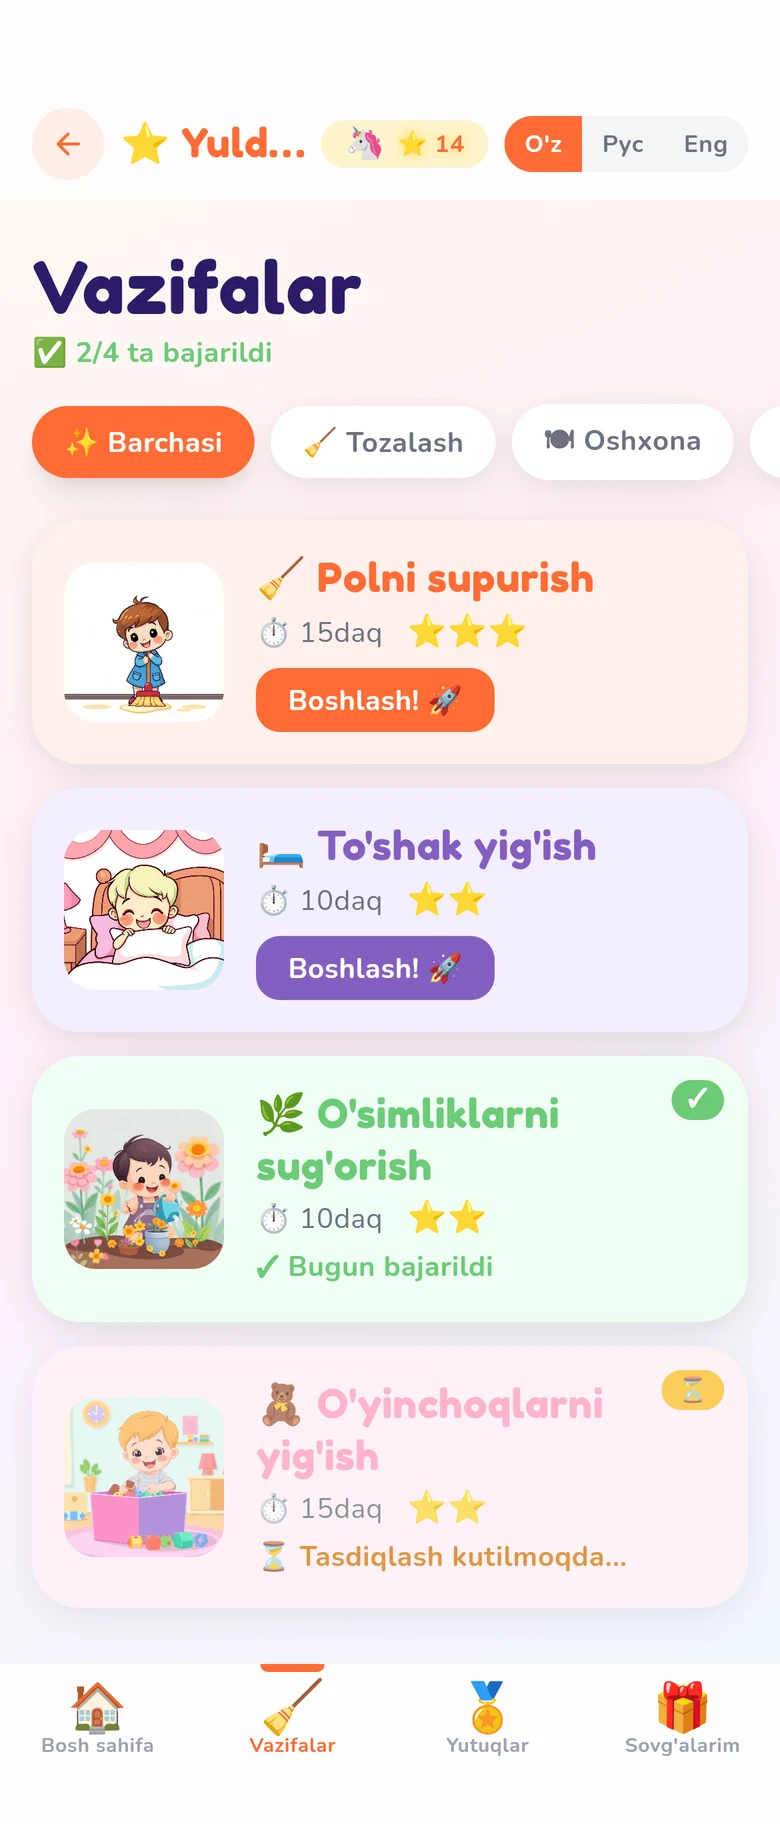 Yuld...
14
O'z
Рус
Eng
Vazifalar
2/4 ta bajarildi
Barchasi
Tozalash
Oshxona
Polni supurish
15daq
Boshlash!
To'shak yig'ish
10daq
Boshlash!
O'simliklarni
sug'orish
10daq
✓ Bugun bajarildi
O'yinchoqlarni
yig'ish
15daq
Tasdiqlash kutilmoqda...
Bosh sahifa
Vazifalar
Yutuqlar
Sovg'alarim